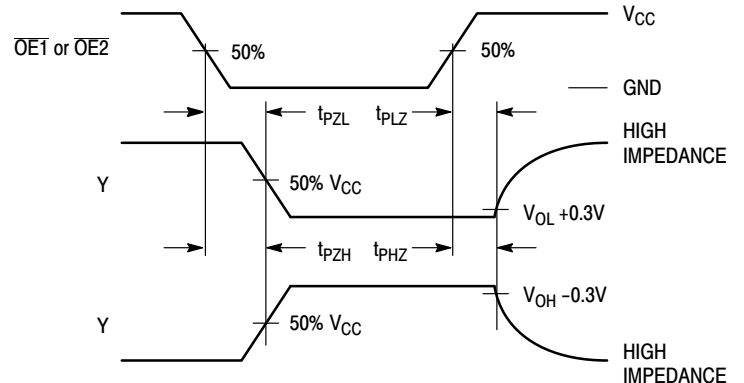 VCC
OE1 or OE2
50%
50%
GND
tPZL
tPLZ
HIGH
IMPEDANCE
Y
50% VCC
VOL +0.3V
tPZH
tPHZ
VOH −0.3V
Y
50% VCC
HIGH
IMPEDANCE